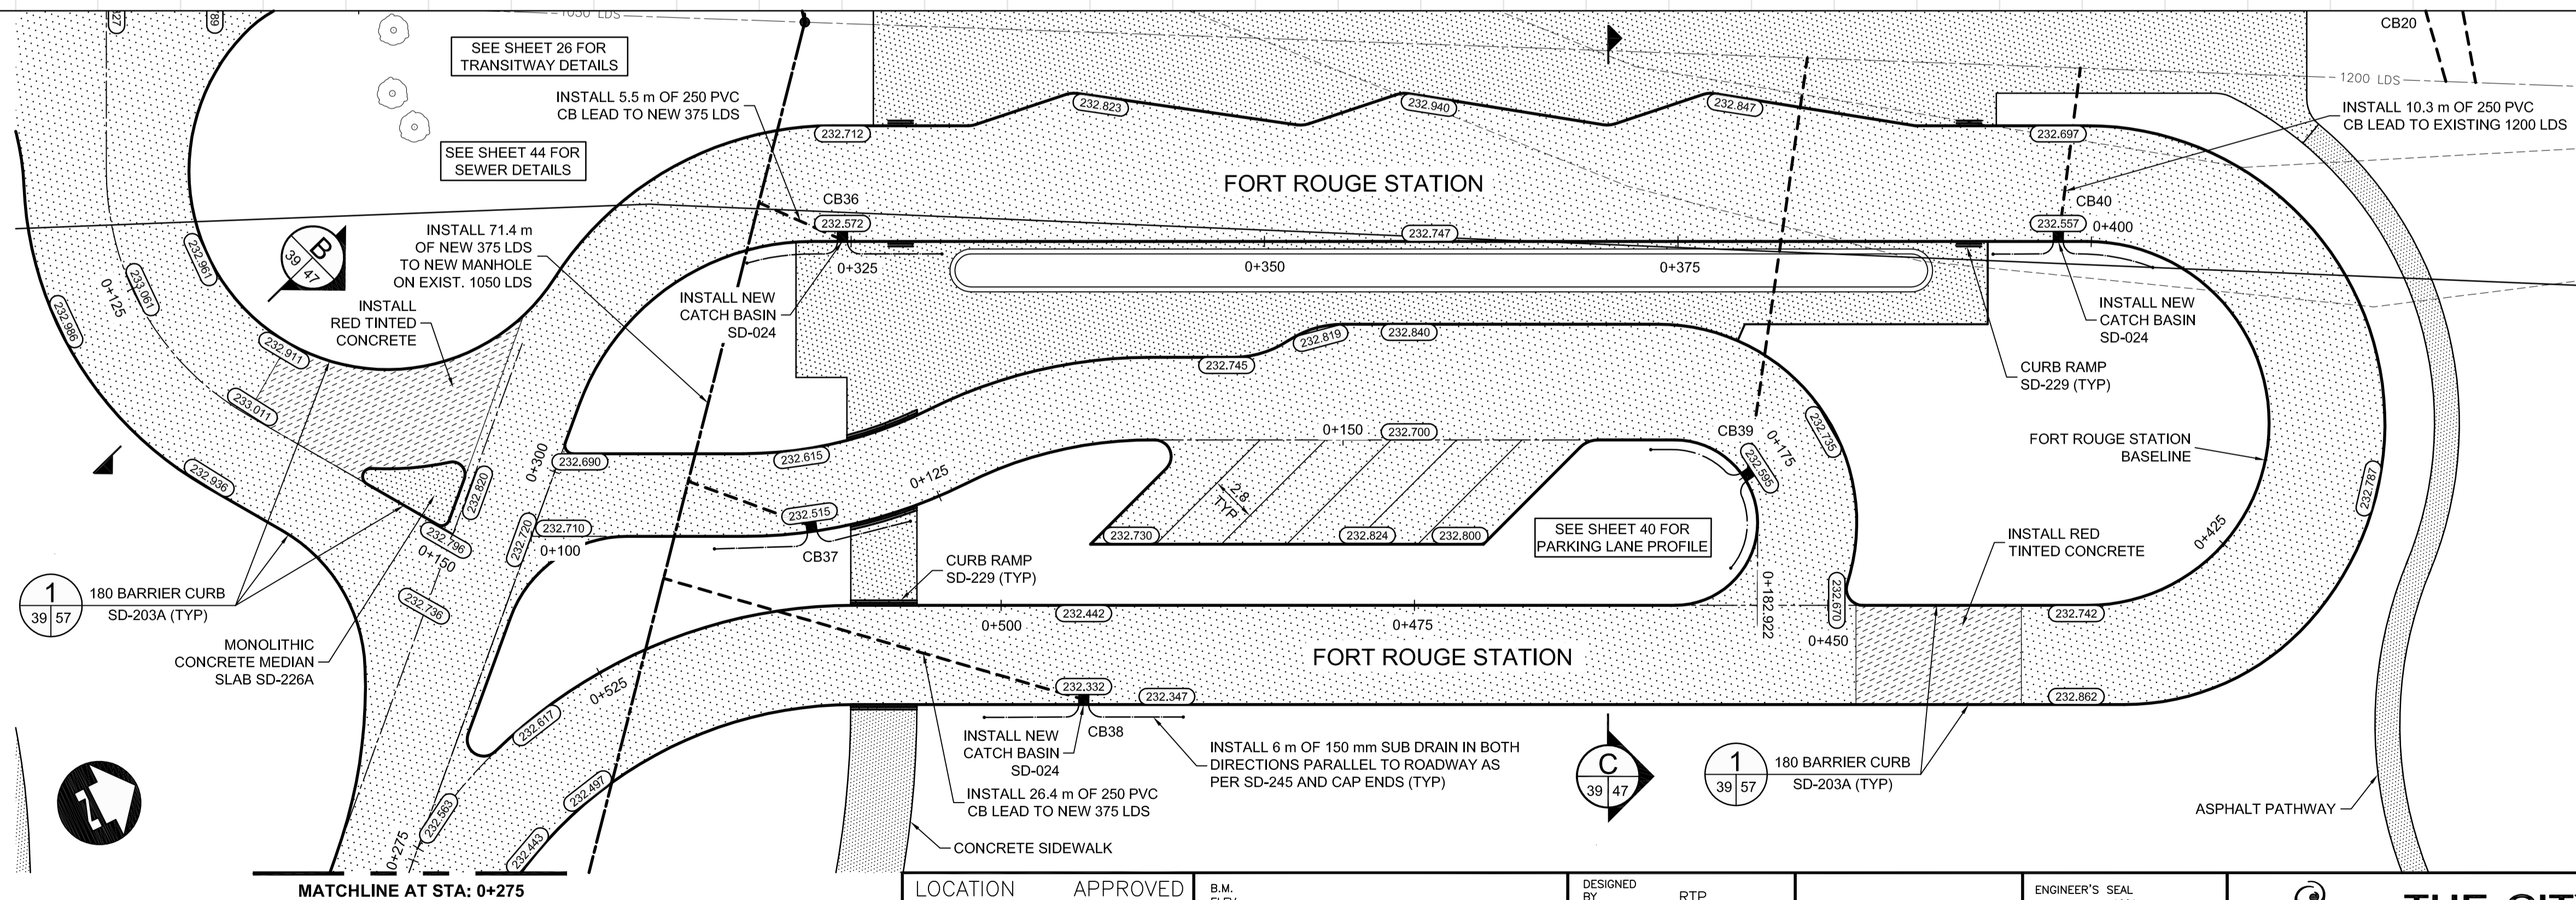 1050 LDS
CB20
SEE SHEET 26 FOR
TRANSITWAY DETAILS
1200 LDS
INSTALL 5.5 m OF 250 PVC
CB LEAD TO NEW 375 LDS
232.823
232.940
232.847
INSTALL 10.3 m OF 250 PVC
CB LEAD TO EXISTING 1200 LDS
232.712
232.697
SEE SHEET 44 FOR
SEWER DETAILS
FORT ROUGE STATION
CB36
CB40
232.572
232.747
232.557
0+400
INSTALL 71.4 m
OF NEW 375 LDS
TO NEW MANHOLE
ON EXIST. 1050 LDS
B
39 47
232.961
233.061
0+125
232.986
0+325
0+350
0+375
INSTALL NEW
CATCH BASIN
SD-024
INSTALL
RED TINTED
CONCRETE
INSTALL NEW
CATCH BASIN
SD-024
232.911
232.819
232.840
232.745
CURB RAMP
SD-229 (TYP)
233.011
232.735
0+150
232.700
CB39
0+175
232.595
FORT ROUGE STATION
BASELINE
232.690
232.615
0+300
232.936
232.820
0+125
2.8
TYP
232.787
232.515
232.710
232.720
0+100
CB37
232.796
0+150
232.730
232.824
232.800
SEE SHEET 40 FOR
PARKING LANE PROFILE
INSTALL RED
TINTED CONCRETE
0+425
CURB RAMP
SD-229 (TYP)
1
39 57
180 BARRIER CURB
SD-203A (TYP)
232.736
0+182.922
232.670
232.442
232.742
0+500
0+475
0+450
MONOLITHIC
CONCRETE MEDIAN
SLAB SD-226A
FORT ROUGE STATION
0+525
232.332
232.347
232.862
232.617
INSTALL NEW
CATCH BASIN
SD-024
CB38
INSTALL 6 m OF 150 mm SUB DRAIN IN BOTH
DIRECTIONS PARALLEL TO ROADWAY AS
PER SD-245 AND CAP ENDS (TYP)
C
39 47
1
39 57
180 BARRIER CURB
SD-203A (TYP)
INSTALL 26.4 m OF 250 PVC
CB LEAD TO NEW 375 LDS
232.497
232.563
232.443
0+275
ASPHALT PATHWAY
CONCRETE SIDEWALK
MATCHLINE AT STA: 0+275
LOCATION APPROVED
B.M.
ELEV.
DESIGNED
BY
RTP
ENGINEER'S SEAL